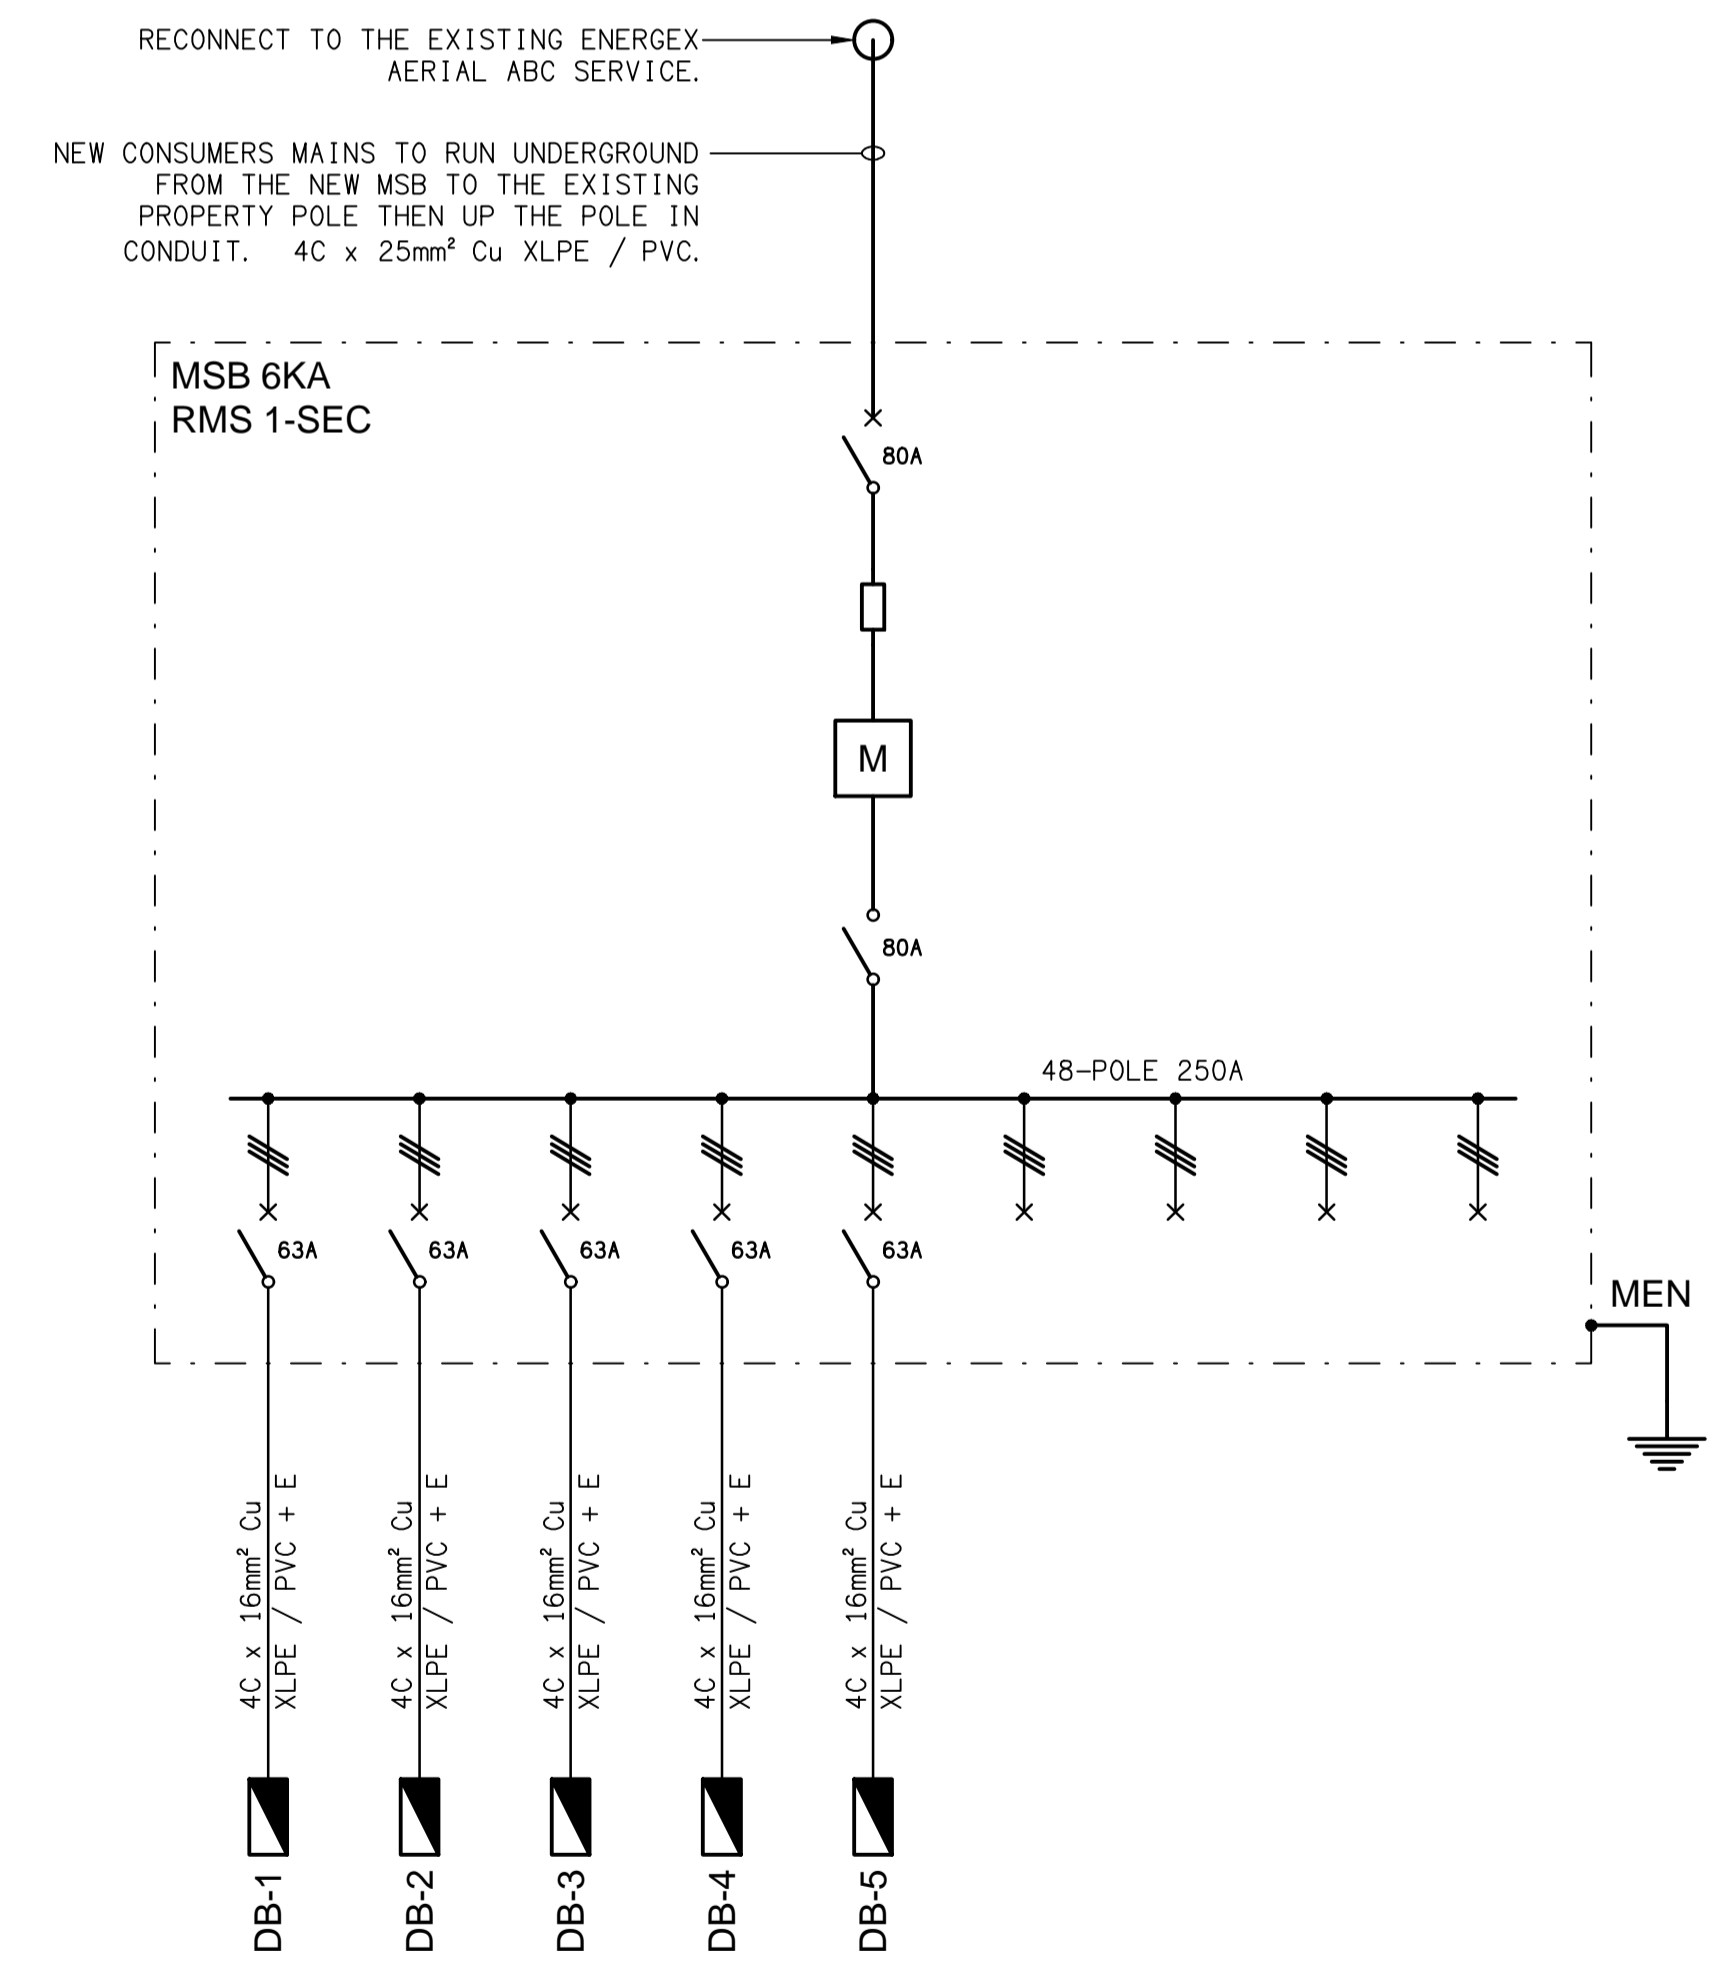 RECONNECT TO THE EXISTING ENERGEX
AERIAL ABC SERVICE.
NEW CONSUMERS MAINS TO RUN UNDERGROUND
FROM THE NEW MSB TO THE EXISTING
PROPERTY POLE THEN UP THE POLE IN
CONDUIT. 4C x 25mm² Cu XLPE / PVC.
MSB 6KA
RMS 1-SEC
80A
M
80A
48-POLE 250A
63A
63A
63A
63A
63A
MEN
4C x 16mm² Cu
XLPE / PVC + E
4C x 16mm² Cu
XLPE / PVC + E
4C x 16mm² Cu
XLPE / PVC + E
4C x 16mm² Cu
XLPE / PVC + E
4C x 16mm² Cu
XLPE / PVC + E
DB-1
DB-2
DB-3
DB-4
DB-5